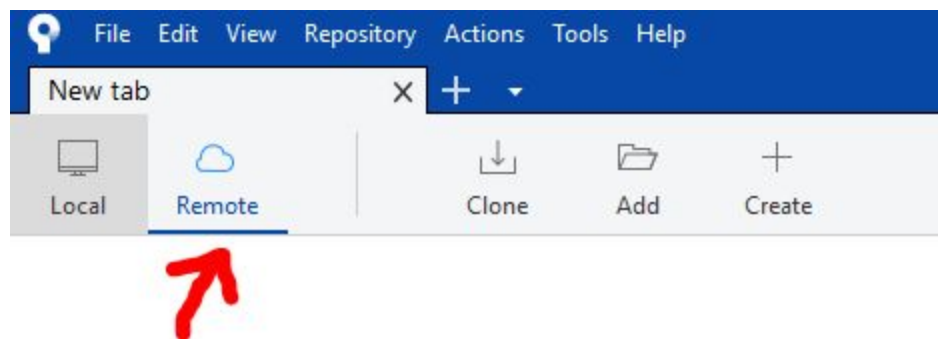 File Edit View Repository Actions Tools Help
New tab
Local Remote Clone Add Create